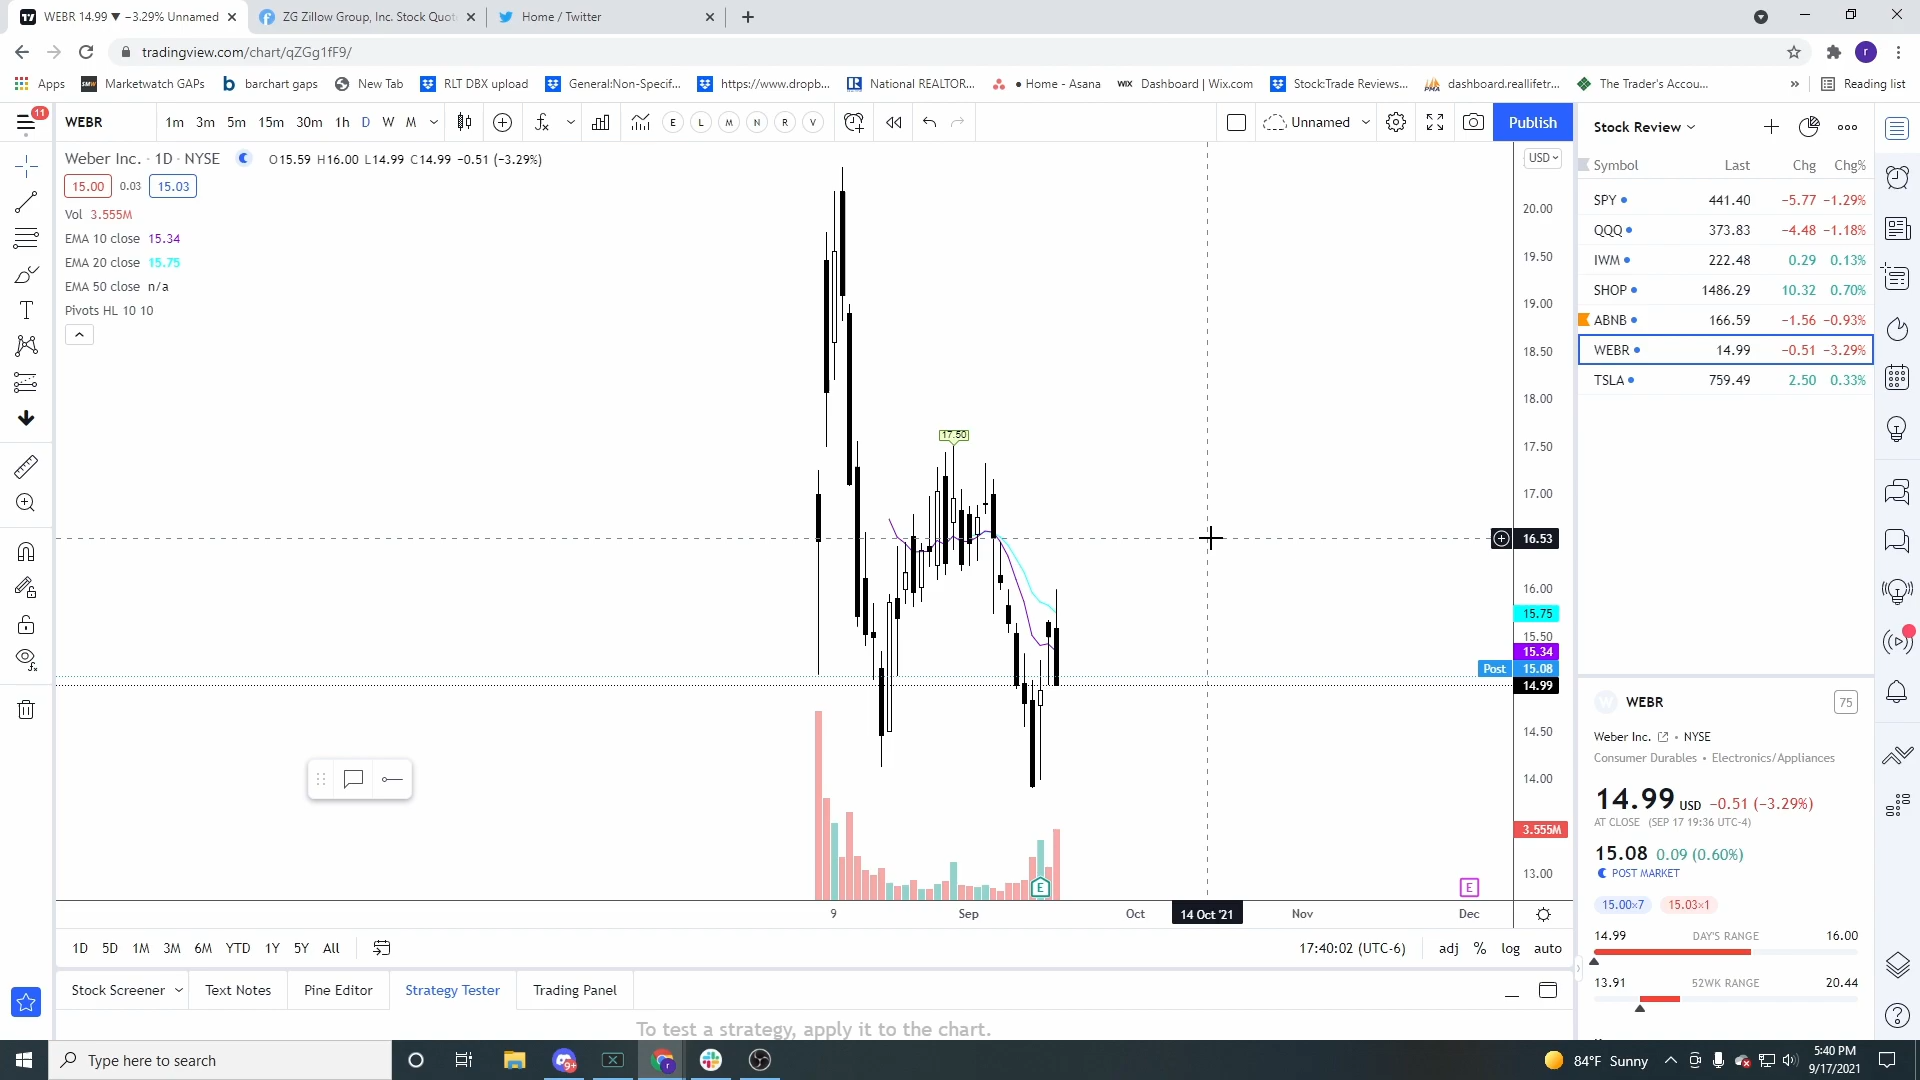 WEBR 14.99 ▼ −3.29% Unnamed
ZG Zillow Group, Inc. Stock Quot
Home / Twitter
tradingview.com/chart/qZGg1fF9/
r
Apps
SMW
Marketwatch GAPs
b
barchart gaps
New Tab
RLT DBX upload
General:Non-Specif...
https://www.dropb...
National REALTOR...
• Home - Asana
WIX
Dashboard | Wix.com
Stock:Trade Reviews...
PMA
dashboard.reallifetr...
The Trader's Accou...
»
Reading list
11
WEBR
1m 3m 5m 15m 30m 1h D W M
E L M N R V
Unnamed
Publish
Stock Review
Weber Inc. · 1D · NYSE
O15.59 H16.00 L14.99 C14.99 −0.51 (−3.29%)
USD
15.00 0.03 15.03
Vol 3.555M
EMA 10 close 15.34
EMA 20 close 15.75
EMA 50 close n/a
Pivots HL 10 10
17.50
20.00
19.50
19.00
18.50
18.00
17.50
17.00
16.53
16.00
15.75
15.50
15.34
Post 15.08
14.99
14.50
14.00
3.555M
13.00
E
E
9
Sep
Oct
14 Oct '21
Nov
Dec
Symbol Last Chg Chg%
SPY 441.40 −5.77 −1.29%
QQQ 373.83 −4.48 −1.18%
IWM 222.48 0.29 0.13%
SHOP 1486.29 10.32 0.70%
ABNB 166.59 −1.56 −0.93%
WEBR 14.99 −0.51 −3.29%
TSLA 759.49 2.50 0.33%
W
WEBR
75
Weber Inc. • NYSE
Consumer Durables • Electronics/Appliances
14.99 USD −0.51 (−3.29%)
AT CLOSE (SEP 17 19:36 UTC-4)
15.08 0.09 (0.60%)
POST MARKET
15.00×7 15.03×1
14.99 DAY'S RANGE 16.00
13.91 52WK RANGE 20.44
1D 5D 1M 3M 6M YTD 1Y 5Y All
17:40:02 (UTC-6)
adj % log auto
Stock Screener
Text Notes
Pine Editor
Strategy Tester
Trading Panel
To test a strategy, apply it to the chart.
Type here to search
9+
r
84°F Sunny
5:40 PM
9/17/2021